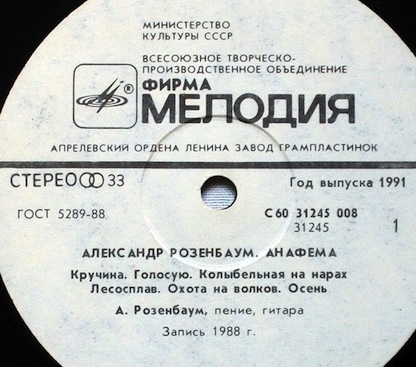 МИНИСТЕРСТВО
КУЛЬТУРЫ СССР
ВСЕСОЮЗНОЕ ТВОРЧЕСКО-
ПРОИЗВОДСТВЕННОЕ ОБЪЕДИНЕНИЕ
ФИРМА
® МЕЛОДИЯ
АПРЕЛЕВСКИЙ ОРДЕНА ЛЕНИНА ЗАВОД ГРАМПЛАСТИНОК
СТЕРЕО 33
Год выпуска 1991
ГОСТ 5289-88
С60 31245 008
31245
1
АЛЕКСАНДР РОЗЕНБАУМ. АНАФЕМА
Кручина. Голосую. Колыбельная на нарах
Лесосплав. Охота на волков. Осень
А. Розенбаум, пение, гитара
Запись 1988 г.